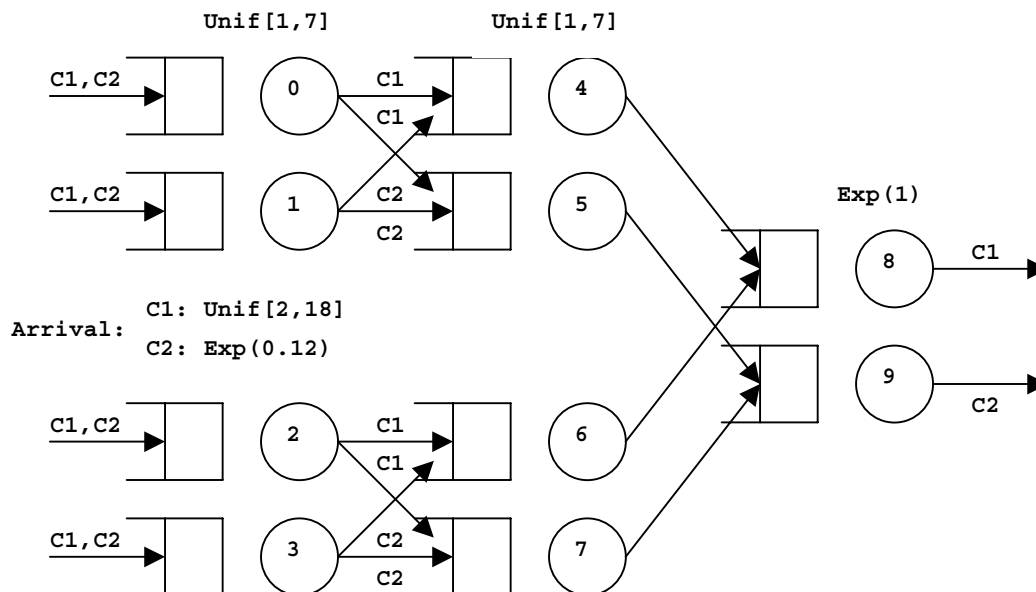 Unif[1,7] Unif[1,7]
C1,C2 0 C1 4
C1
C1,C2 1 C2 5
C2
Exp(1)
8 C1
C1: Unif[2,18]
Arrival:
C2: Exp(0.12)
9
C2
C1,C2 2 C1 6
C1
C1,C2 3 C2 7
C2